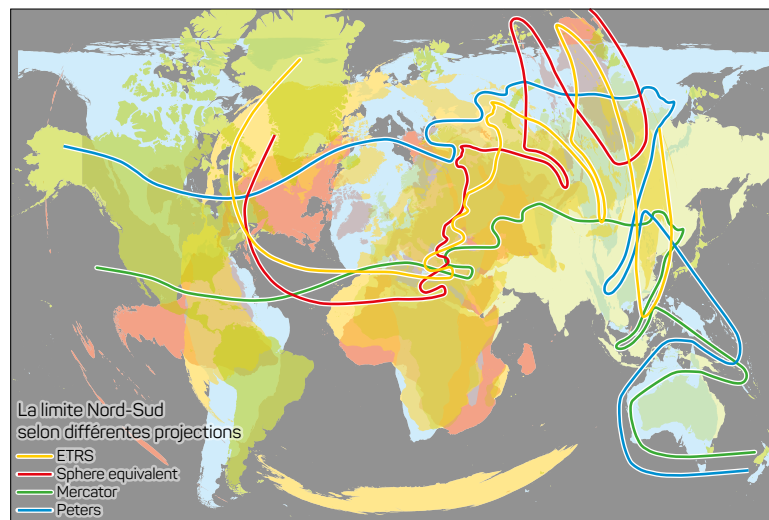 La limite Nord-Sud
selon différentes projections
ETRS
Sphere equivalent
Mercator
Peters